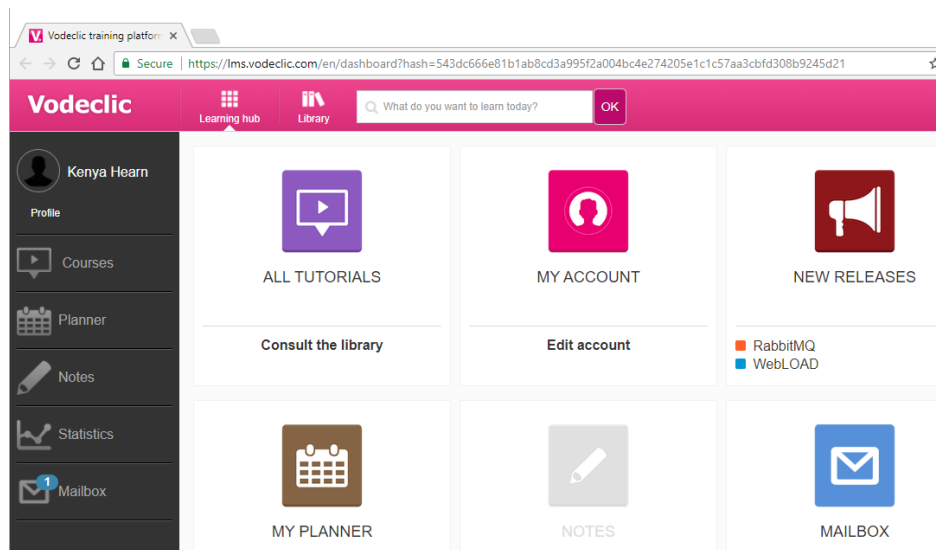 Vodeclic training platform
Secure | https://lms.vodeclic.com/en/dashboard?hash=543dc666e81b1ab8cd3a995f2a004bc4e274205e1c1c57aa3cbfd308b9245d21
Vodeclic
Learning hub
Library
What do you want to learn today?
OK
Kenya Hearn
Profile
Courses
Planner
Notes
Statistics
1
Mailbox
ALL TUTORIALS
Consult the library
MY ACCOUNT
Edit account
NEW RELEASES
RabbitMQ
WebLOAD
MY PLANNER
NOTES
MAILBOX